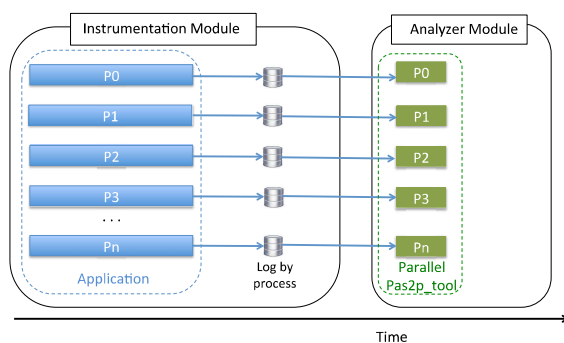 Instrumentation Module
Analyzer Module
P0
P0
P1
P1
P2
P2
P3
P3
...
Pn
Pn
Application
Log by
process
Parallel
Pas2p_tool
Time